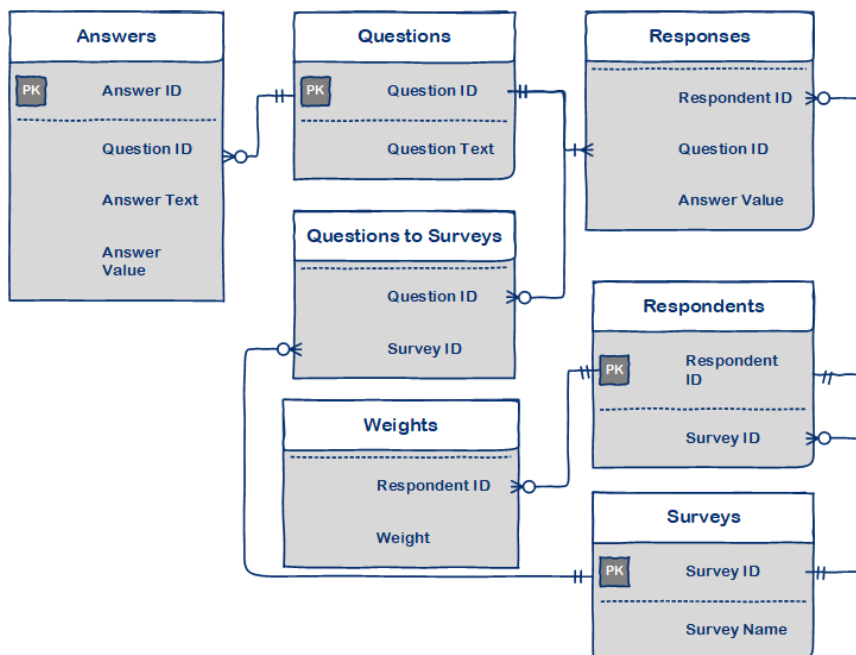 Answers
PK
Answer ID
Question ID
Answer Text
Answer
Value
Questions
PK
Question ID
Question Text
Responses
Respondent ID
Question ID
Answer Value
Questions to Surveys
Question ID
Survey ID
Respondents
PK
Respondent
ID
Survey ID
Weights
Respondent ID
Weight
Surveys
PK
Survey ID
Survey Name